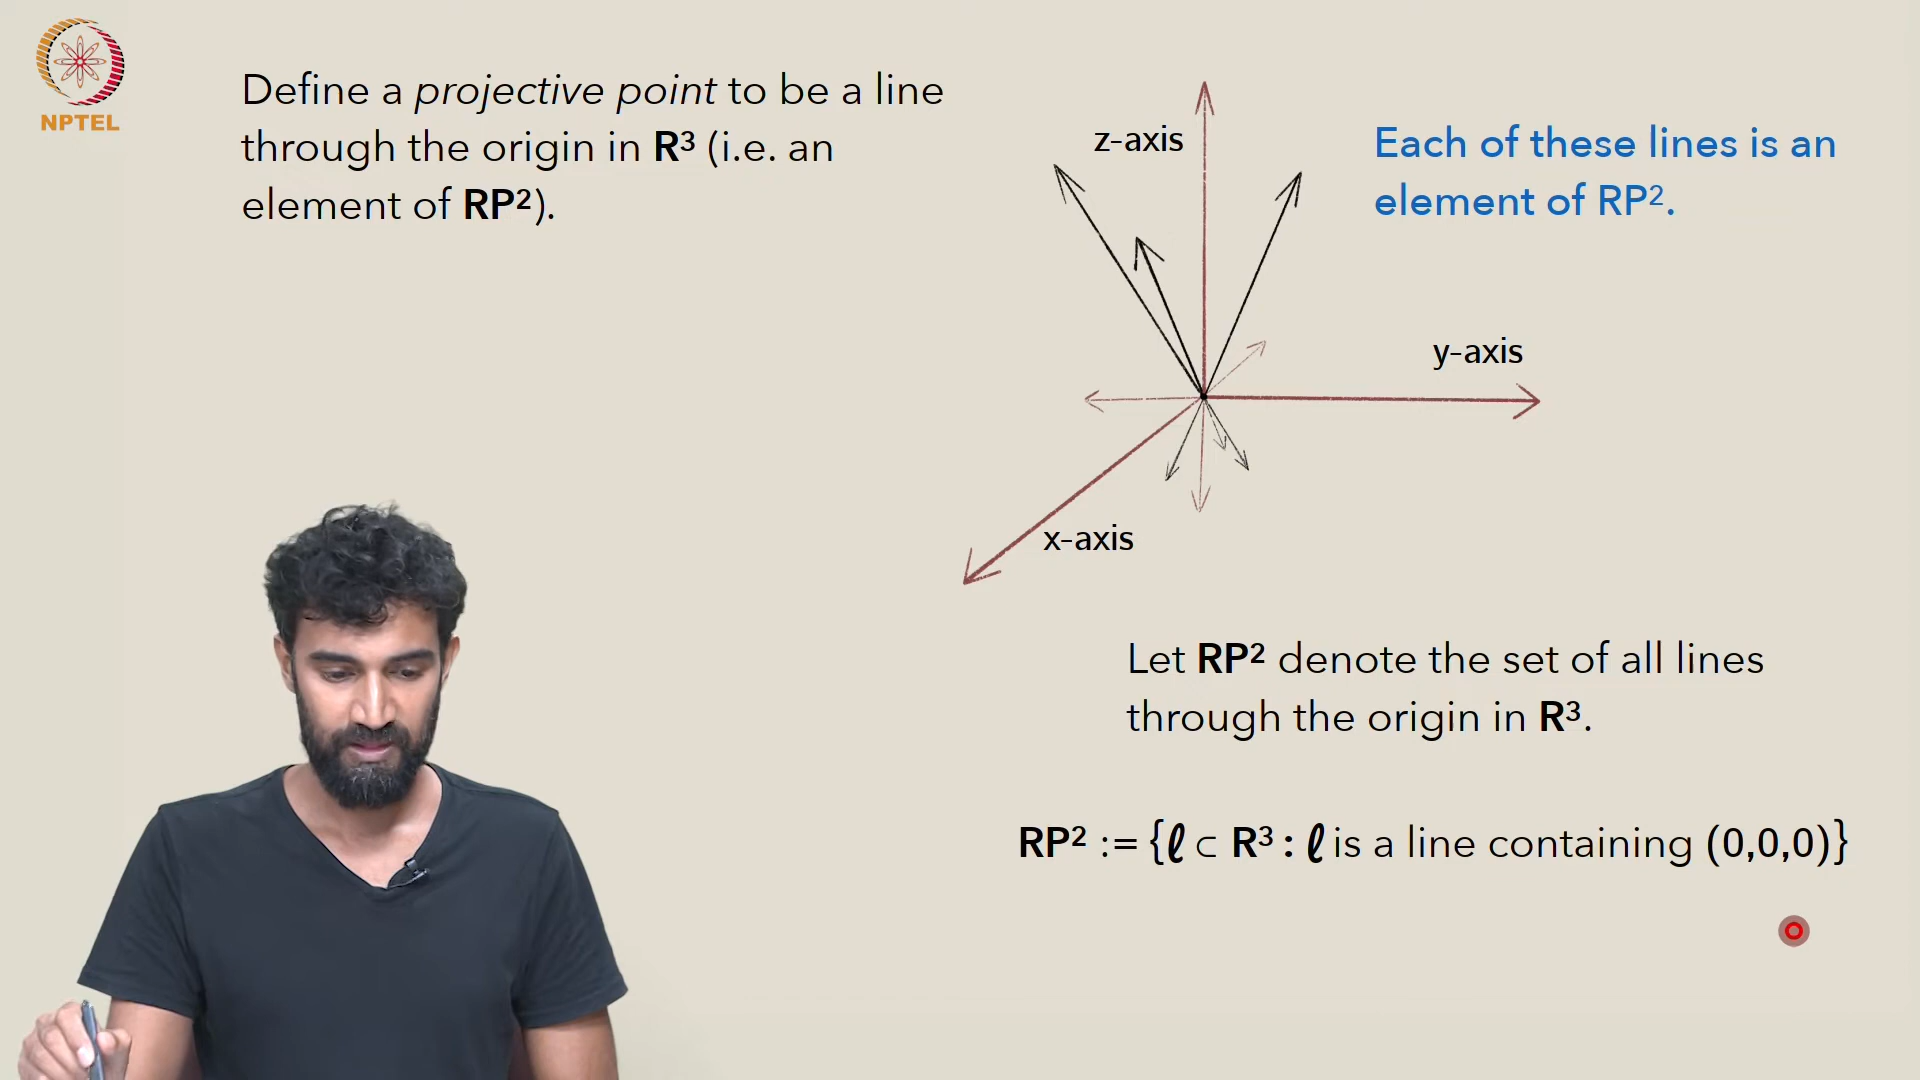 NPTEL
Define a projective point to be a line
through the origin in R³ (i.e. an
element of RP²).
z-axis
Each of these lines is an
element of RP².
y-axis
x-axis
Let RP² denote the set of all lines
through the origin in R³.
RP² := {ℓ ⊂ R³ : ℓ is a line containing (0,0,0)}